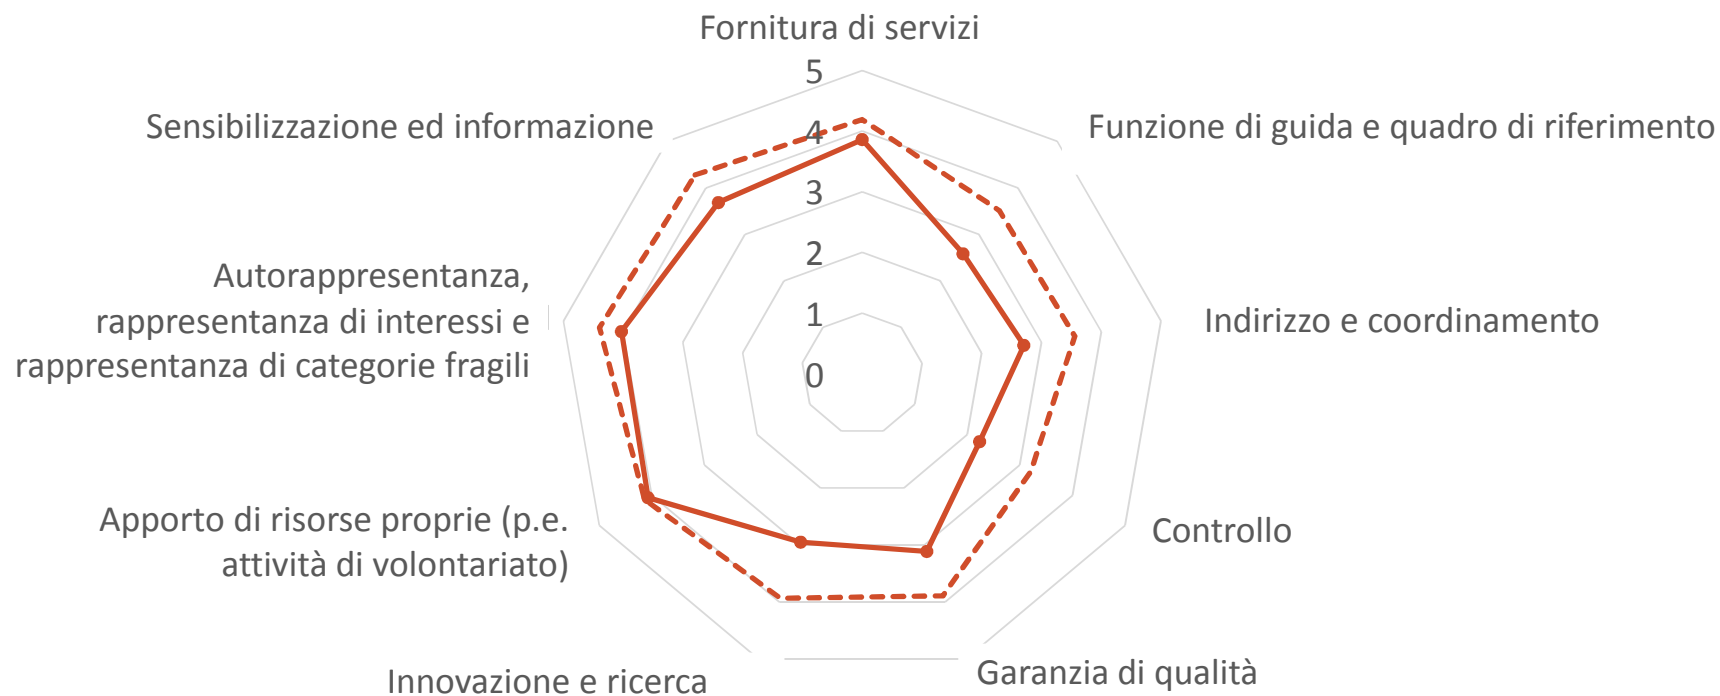 Fornitura di servizi
5
Sensibilizzazione ed informazione
Funzione di guida e quadro di riferimento
4
3
2
Autorappresentanza,
rappresentanza di interessi e
rappresentanza di categorie fragili
1
Indirizzo e coordinamento
0
Apporto di risorse proprie (p.e.
attività di volontariato)
Controllo
Innovazione e ricerca
Garanzia di qualità